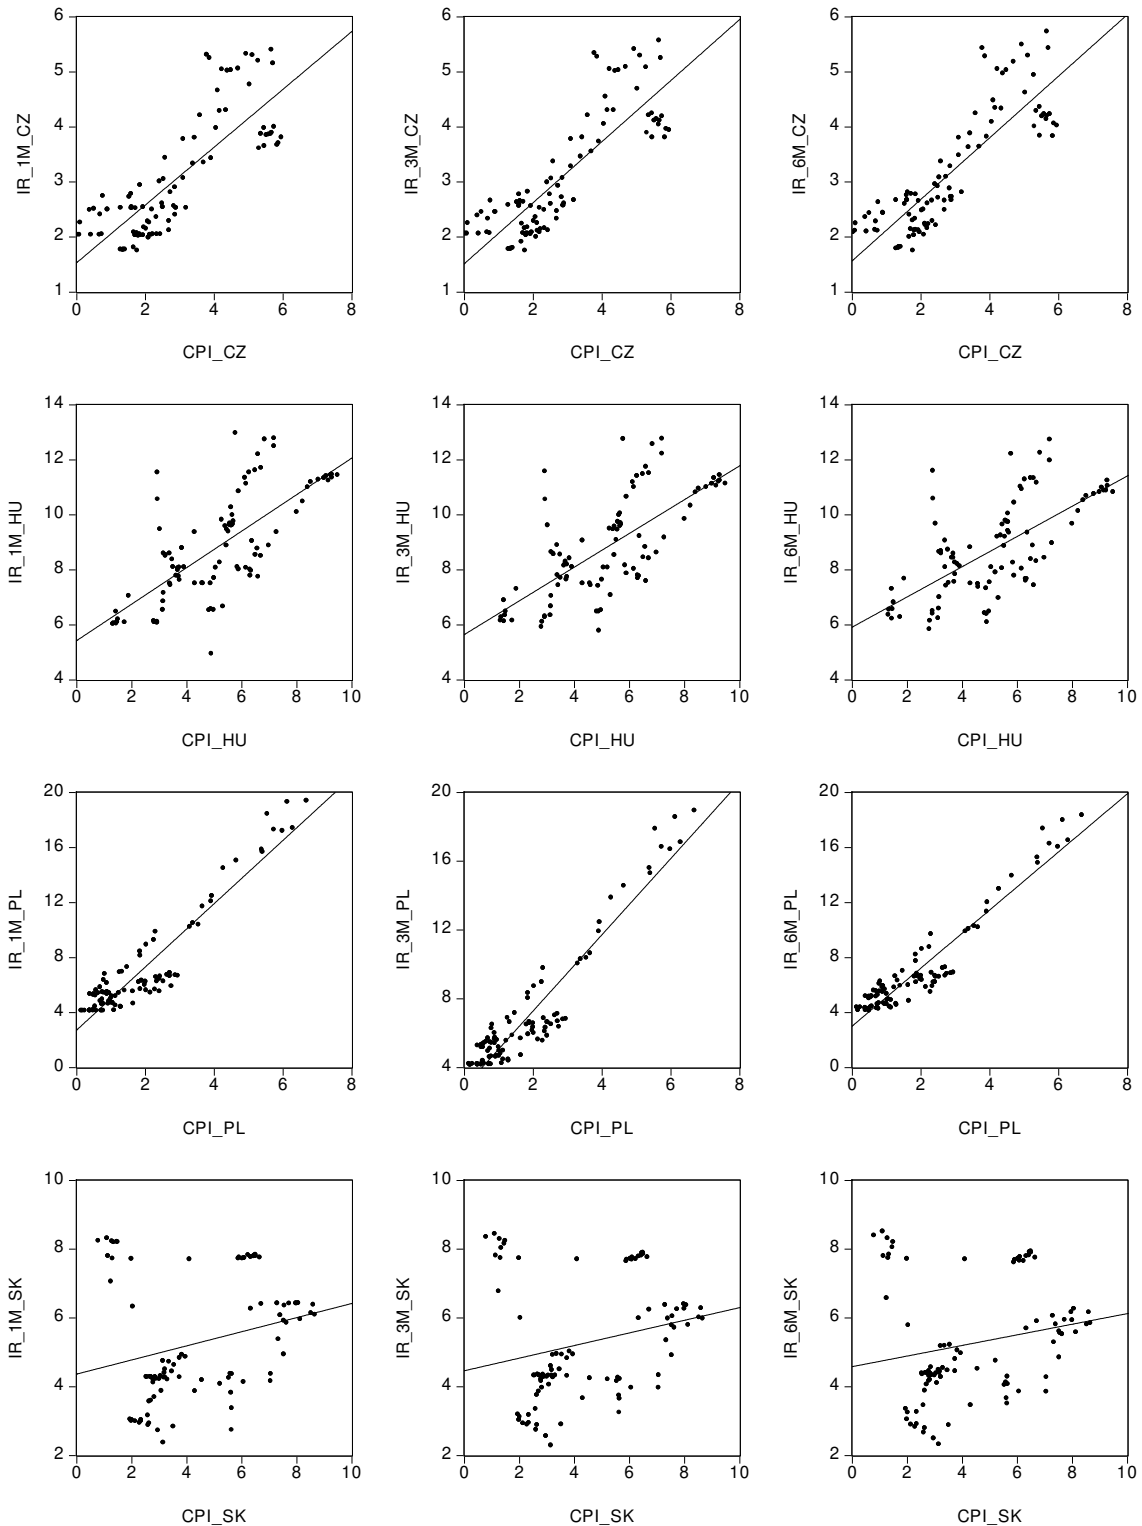 6 6 6
5 5 5
IR_1M_CZ IR_3M_CZ IR_6M_CZ
4 4 4
3 3 3
2 2 2
1 1 1
0 2 4 6 8 0 2 4 6 8 0 2 4 6 8
CPI_CZ CPI_CZ CPI_CZ
14 14 14
12 12 12
IR_1M_HU IR_3M_HU IR_6M_HU
10 10 10
8 8 8
6 6 6
4 4 4
0 2 4 6 8 10 0 2 4 6 8 10 0 2 4 6 8 10
CPI_HU CPI_HU CPI_HU
20 20 20
16 16 16
IR_1M_PL IR_3M_PL IR_6M_PL
12 12 12
8 8 8
4 4 4
0 0
0 2 4 6 8 0 2 4 6 8 0 2 4 6 8
CPI_PL CPI_PL CPI_PL
10 10 10
8 8 8
IR_1M_SK IR_3M_SK IR_6M_SK
6 6 6
4 4 4
2 2 2
0 2 4 6 8 10 0 2 4 6 8 10 0 2 4 6 8 10
CPI_SK CPI_SK CPI_SK